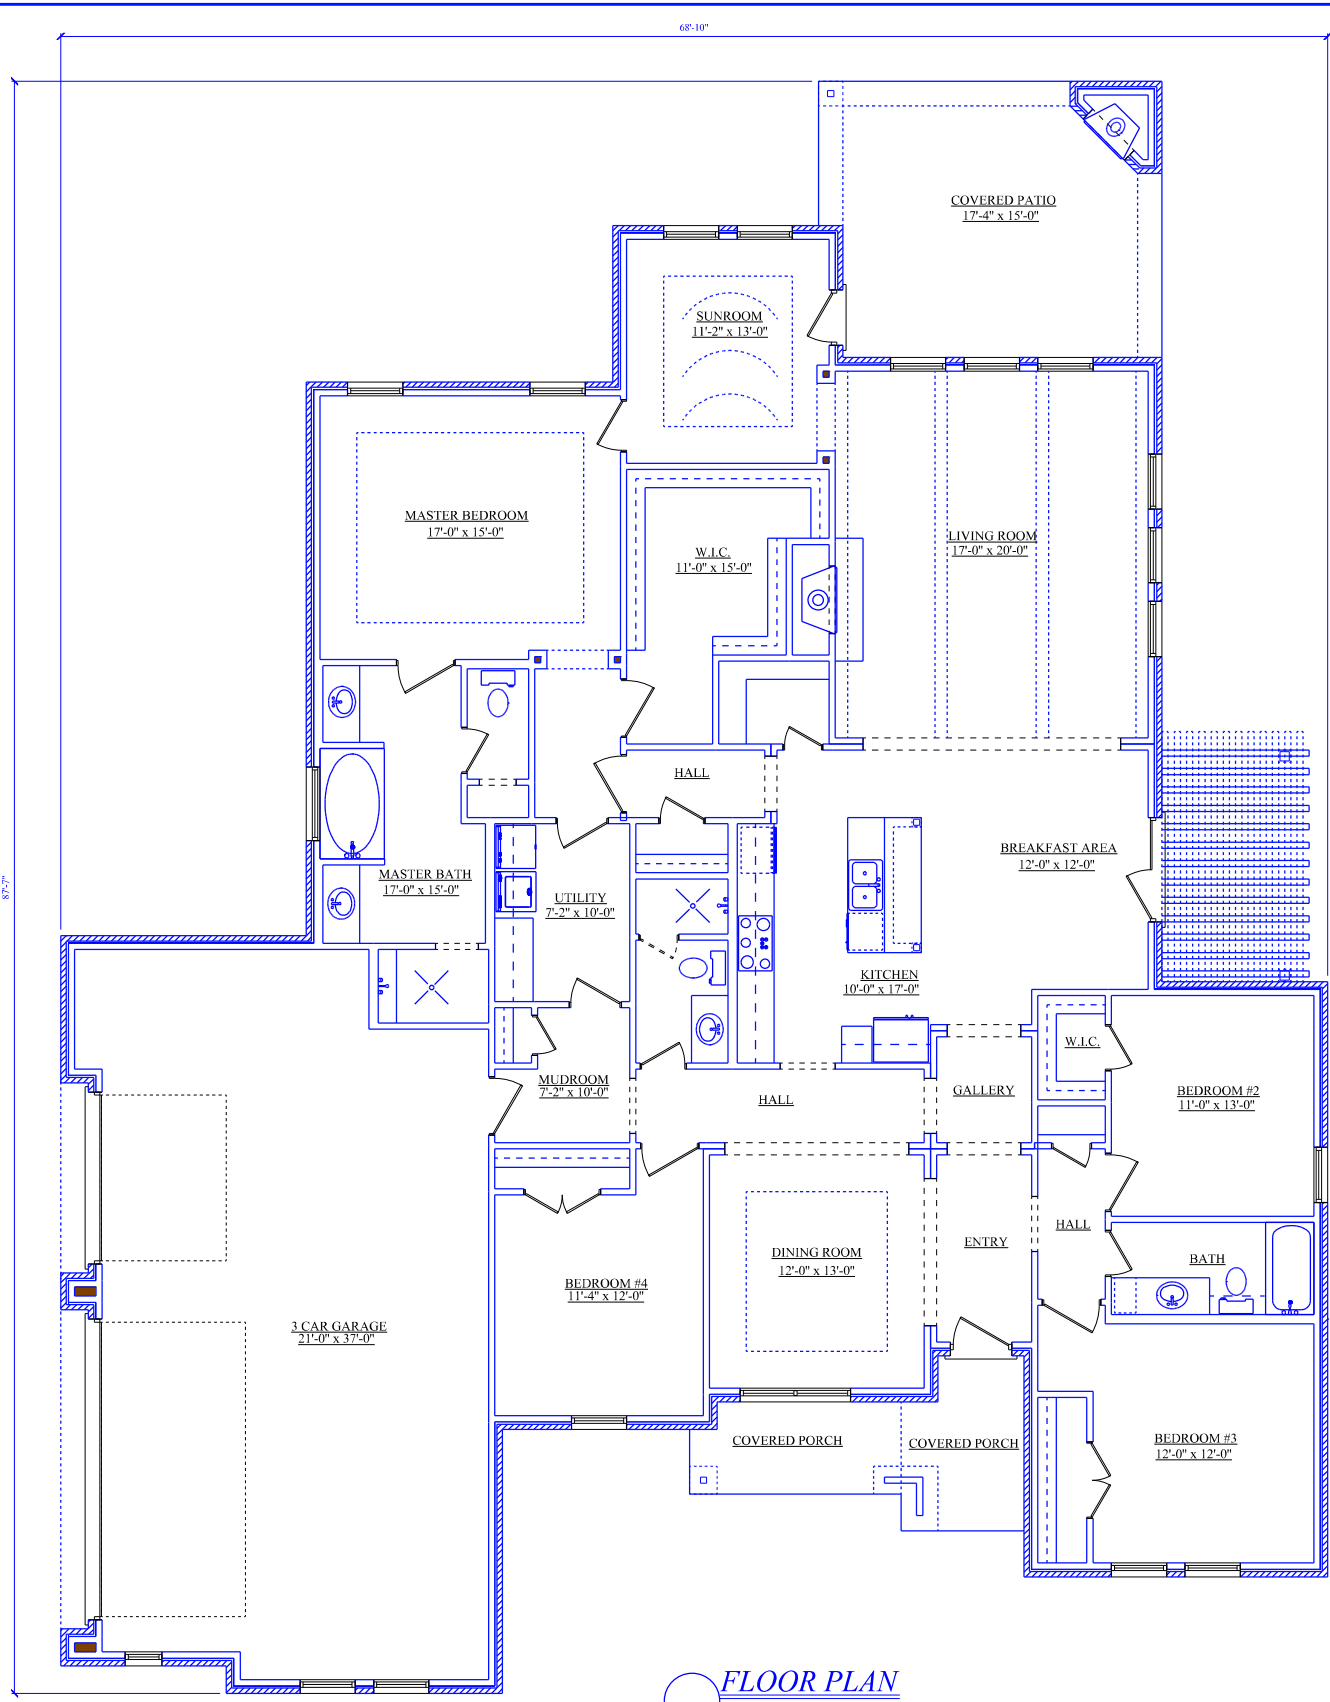 68'-10"
COVERED PATIO
17'-4" x 15'-0"
SUNROOM
11'-2" x 13'-0"
MASTER BEDROOM
17'-0" x 15'-0"
LIVING ROOM
17'-0" x 20'-0"
W.I.C.
11'-0" x 15'-0"
HALL
BREAKFAST AREA
12'-0" x 12'-0"
MASTER BATH
17'-0" x 15'-0"
87'-7"
UTILITY
7'-2" x 10'-0"
KITCHEN
10'-0" x 17'-0"
W.I.C.
MUDROOM
7'-2" x 10'-0"
HALL
GALLERY
BEDROOM #2
11'-0" x 13'-0"
HALL
ENTRY
DINING ROOM
12'-0" x 13'-0"
BATH
BEDROOM #4
11'-4" x 12'-0"
3 CAR GARAGE
21'-0" x 37'-0"
COVERED PORCH
COVERED PORCH
BEDROOM #3
12'-0" x 12'-0"
FLOOR PLAN